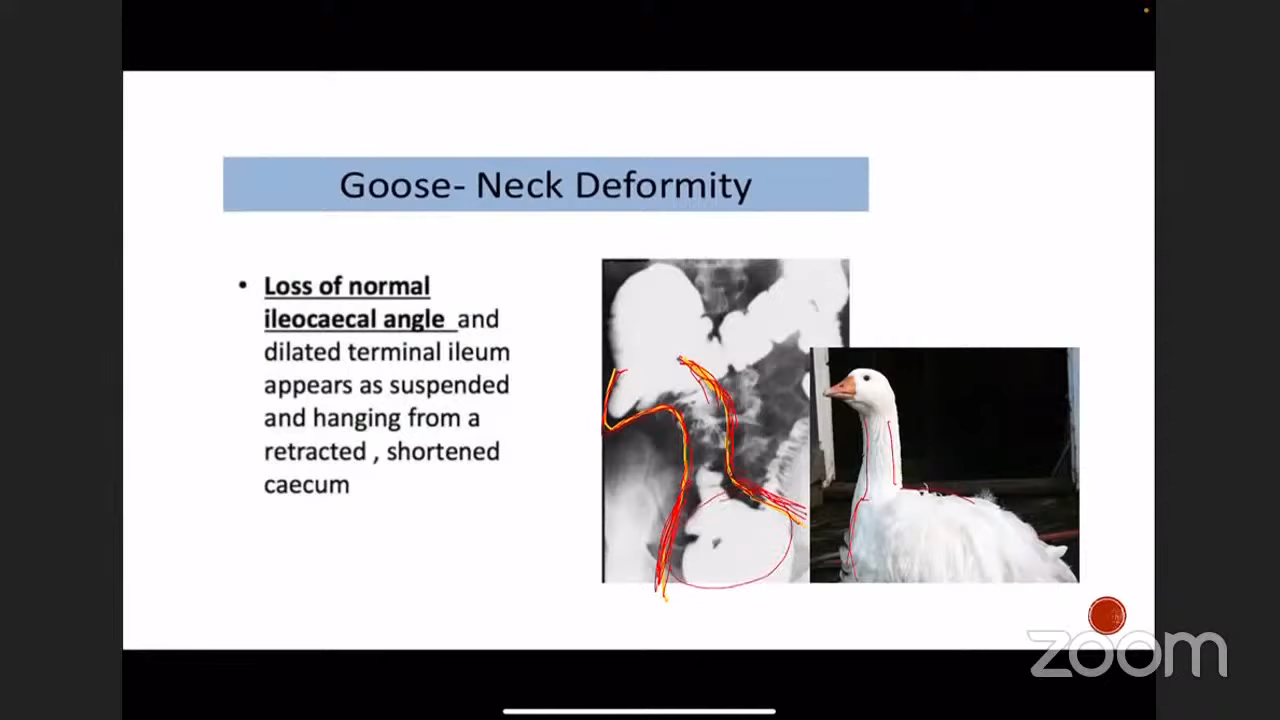 Goose- Neck Deformity
• Loss of normal
ileocaecal angle and
dilated terminal ileum
appears as suspended
and hanging from a
retracted , shortened
caecum
zoom